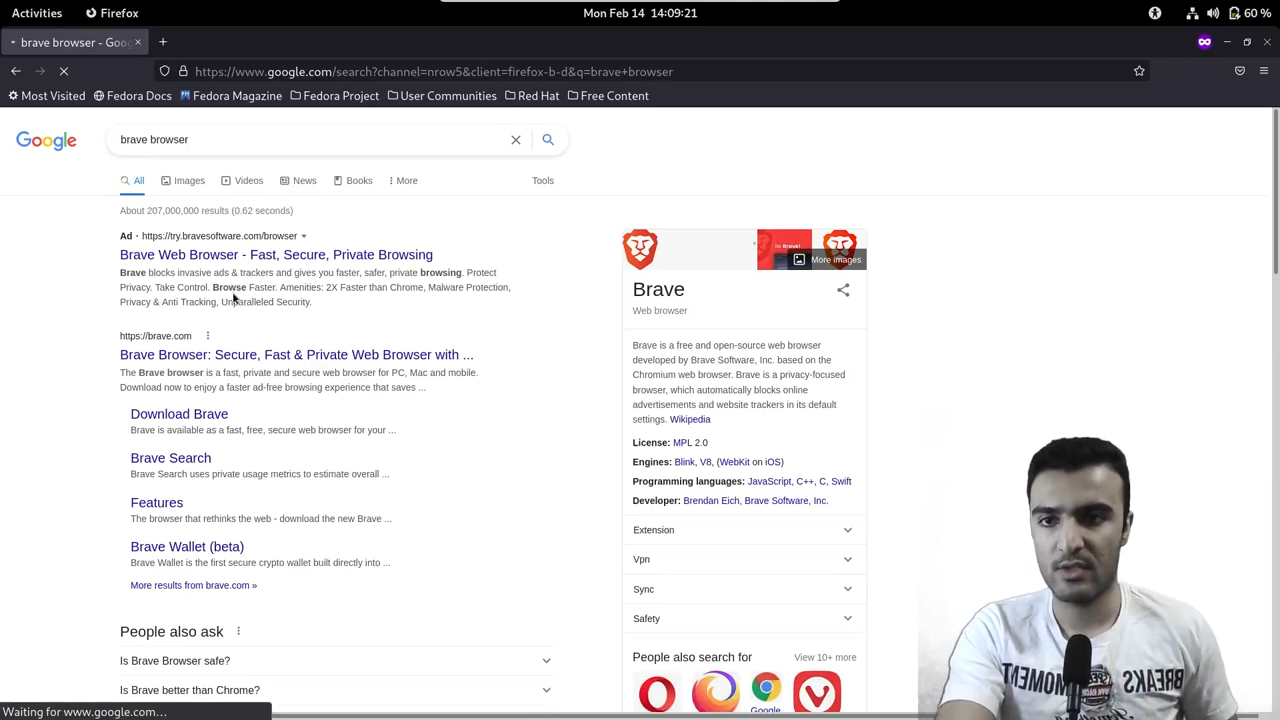 Activities Firefox Mon Feb 14 14:09:21 60 %
brave browser - Goo
https://www.google.com/search?channel=nrow5&client=firefox-b-d&q=brave+browser
Most Visited Fedora Docs Fedora Magazine Fedora Project User Communities Red Hat Free Content
Google brave browser
All Images Videos News Books More Tools
About 207,000,000 results (0.62 seconds)
Ad · https://try.bravesoftware.com/browser
Brave Web Browser - Fast, Secure, Private Browsing
Brave blocks invasive ads & trackers and gives you faster, safer, private browsing. Protect
Privacy. Take Control. Browse Faster. Amenities: 2X Faster than Chrome, Malware Protection,
Privacy & Anti Tracking, Unparalleled Security.
https://brave.com
Brave Browser: Secure, Fast & Private Web Browser with ...
The Brave browser is a fast, private and secure web browser for PC, Mac and mobile.
Download now to enjoy a faster ad-free browsing experience that saves ...
Download Brave
Brave is available as a fast, free, secure web browser for your ...
Brave Search
Brave Search uses private usage metrics to estimate overall ...
Features
The browser that rethinks the web - download the new Brave ...
Brave Wallet (beta)
Brave Wallet is the first secure crypto wallet built directly into ...
More results from brave.com »
People also ask
Is Brave Browser safe?
Is Brave better than Chrome?
Waiting for www.google.com...
be Brave!
More images
Brave
Web browser
Brave is a free and open-source web browser
developed by Brave Software, Inc. based on the
Chromium web browser. Brave is a privacy-focused
browser, which automatically blocks online
advertisements and website trackers in its default
settings. Wikipedia
License: MPL 2.0
Engines: Blink, V8, (WebKit on iOS)
Programming languages: JavaScript, C++, C, Swift
Developer: Brendan Eich, Brave Software, Inc.
Extension
Vpn
Sync
Safety
People also search for View 10+ more
Google
MOMENT
BREAKS